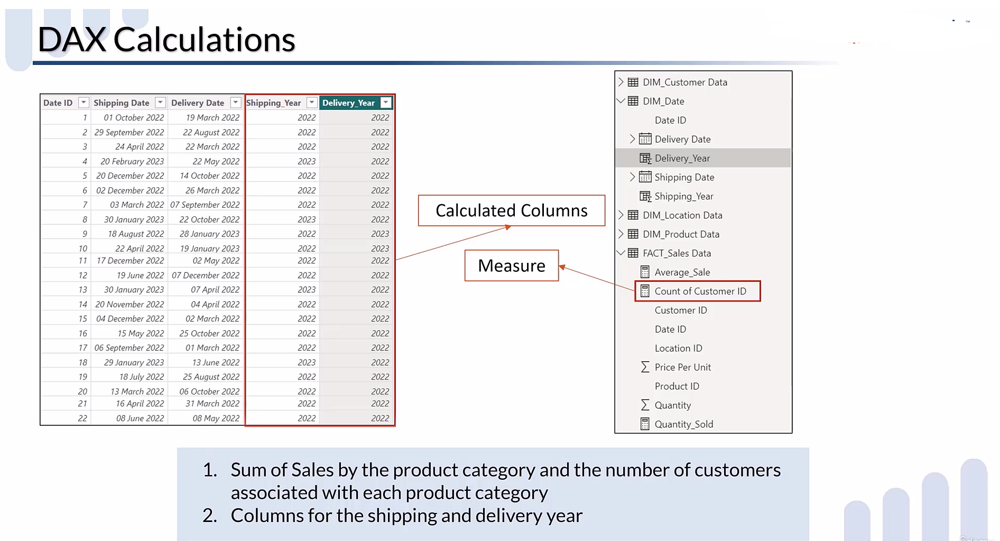 DAX Calculations
Date ID Shipping Date Delivery Date Shipping_Year Delivery_Year
1 01 October 2022 19 March 2022 2022 2022
2 29 September 2022 22 August 2022 2022 2022
3 24 April 2022 22 March 2022 2022 2022
4 20 February 2023 22 May 2022 2023 2022
5 20 December 2022 14 October 2022 2022 2022
6 02 December 2022 26 March 2022 2022 2022
7 03 March 2022 07 September 2022 2022 2022
8 30 January 2023 22 October 2022 2023 2022
9 18 August 2022 28 January 2023 2022 2023
10 22 April 2022 19 January 2023 2022 2023
11 17 December 2022 02 May 2022 2022 2022
12 19 June 2022 07 December 2022 2022 2022
13 30 January 2023 07 April 2022 2023 2022
14 20 November 2022 04 April 2022 2022 2022
15 04 December 2022 02 March 2022 2022 2022
16 15 May 2022 25 October 2022 2022 2022
17 06 September 2022 01 March 2022 2022 2022
18 29 January 2023 13 June 2022 2023 2022
19 18 July 2022 25 August 2022 2022 2022
20 13 March 2022 06 October 2022 2022 2022
21 16 April 2022 31 March 2022 2022 2022
22 08 June 2022 08 May 2022 2022 2022
Calculated Columns
Measure
DIM_Customer Data
DIM_Date
Date ID
Delivery Date
Delivery_Year
Shipping Date
Shipping_Year
DIM_Location Data
DIM_Product Data
FACT_Sales Data
Average_Sale
Count of Customer ID
Customer ID
Date ID
Location ID
Price Per Unit
Product ID
Quantity
Quantity_Sold
1. Sum of Sales by the product category and the number of customers
associated with each product category
2. Columns for the shipping and delivery year